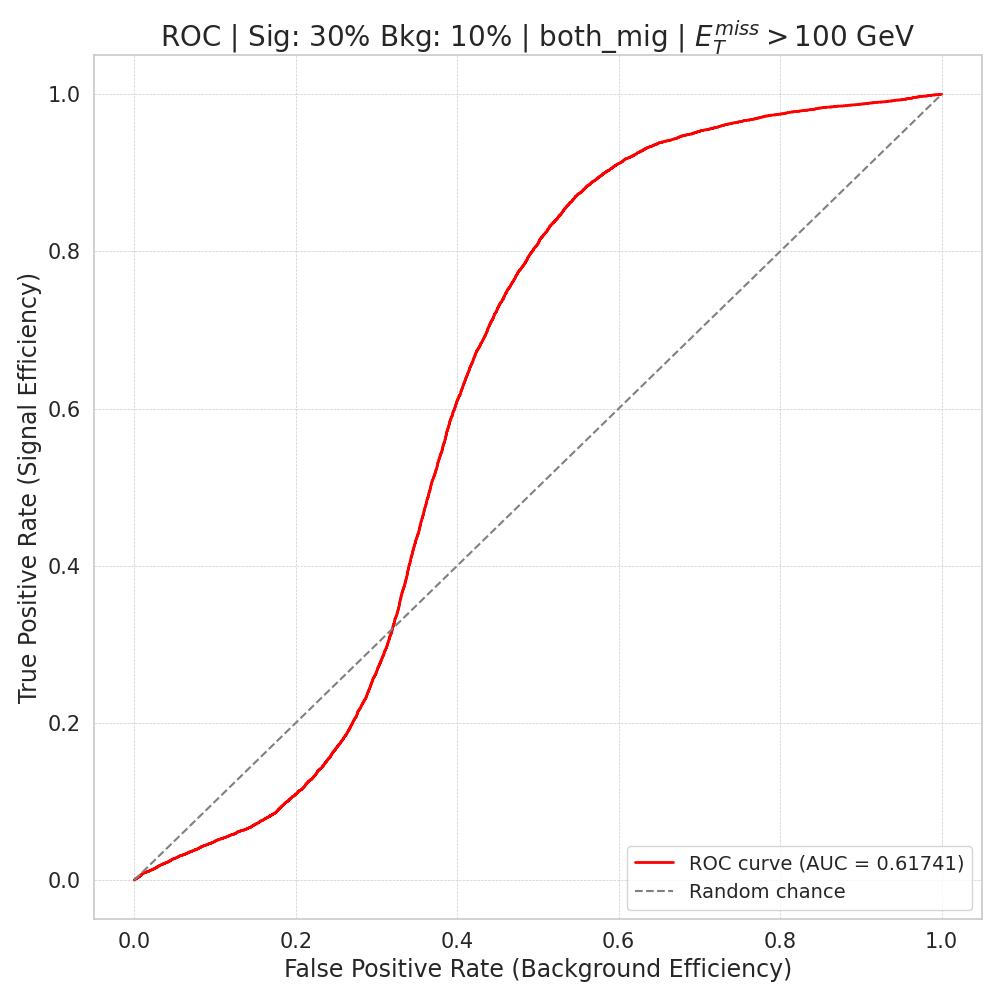 ROC | Sig: 30% Bkg: 10% | both_mig | $E_T^{miss} > 100$ GeV
True Positive Rate (Signal Efficiency)
1.0
0.8
0.6
0.4
0.2
0.0
ROC curve (AUC = 0.61741)
Random chance
0.0 0.2 0.4 0.6 0.8 1.0
False Positive Rate (Background Efficiency)